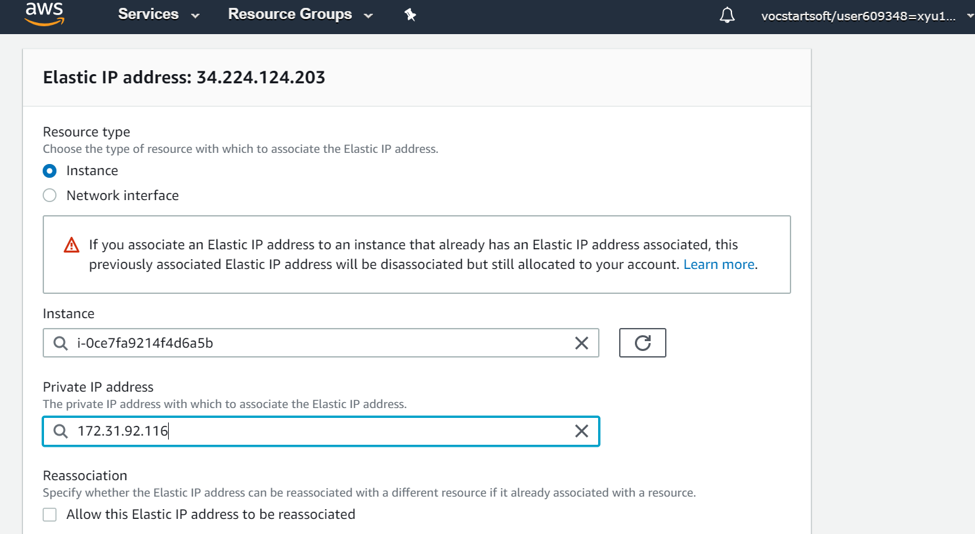 aws Services Resource Groups vocstartsoft/user609348=xyu1...
Elastic IP address: 34.224.124.203
Resource type
Choose the type of resource with which to associate the Elastic IP address.
Instance
Network interface
If you associate an Elastic IP address to an instance that already has an Elastic IP address associated, this
previously associated Elastic IP address will be disassociated but still allocated to your account. Learn more.
Instance
i-0ce7fa9214f4d6a5b
Private IP address
The private IP address with which to associate the Elastic IP address.
172.31.92.116
Reassociation
Specify whether the Elastic IP address can be reassociated with a different resource if it already associated with a resource.
Allow this Elastic IP address to be reassociated